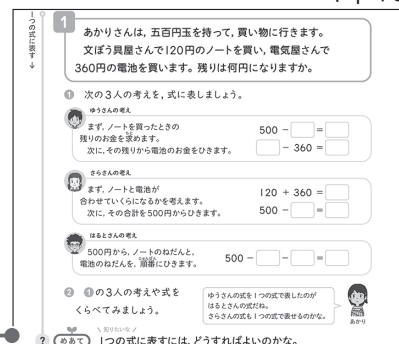 1つの式に表す↓
1
あかりさんは，五百円玉を持って，買い物に行きます。
文ぼう具屋さんで120円のノートを買い，電気屋さんで
360円の電池を買います。残りは何円になりますか。
1 次の3人の考えを，式に表しましょう。
ゆうさんの考え
まず，ノートを買ったときの
残りのお金を求めます。
もと
次に，その残りから電池のお金をひきます。
500 − □ = □
□ − 360 = □
さらさんの考え
まず，ノートと電池が
合わせていくらになるかを考えます。
次に，その合計を500円からひきます。
120 + 360 = □
500 − □ = □
はるとさんの考え
500円から，ノートのねだんと，
電池のねだんを，順番にひきます。
じゅんばん
500 − □ − □ = □
2 1の3人の考えや式を
くらべてみましょう。
ゆうさんの式を1つの式で表したのが
はるとさんの式だね。
さらさんの式も1つの式で表せるのかな。
あかり
知りたいな
? めあて 1つの式に表すには，どうすればよいのかな。